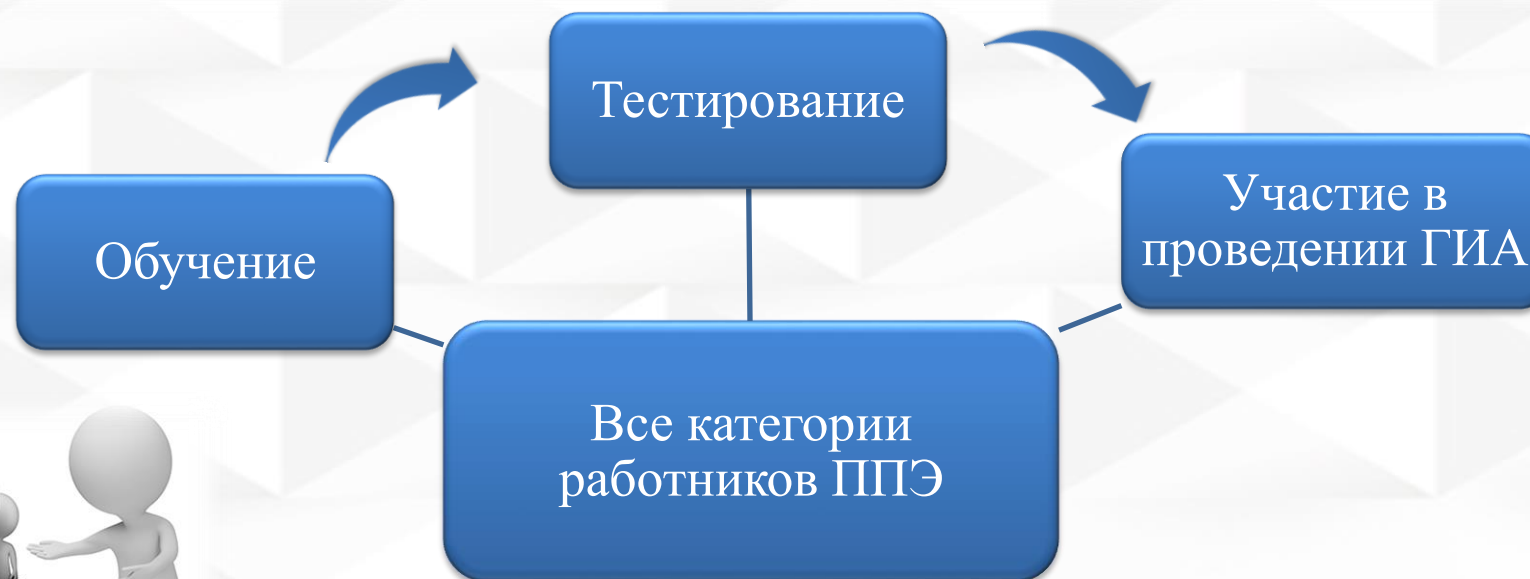 Тестирование
Обучение
Участие в
проведении ГИА
Все категории
работников ППЭ